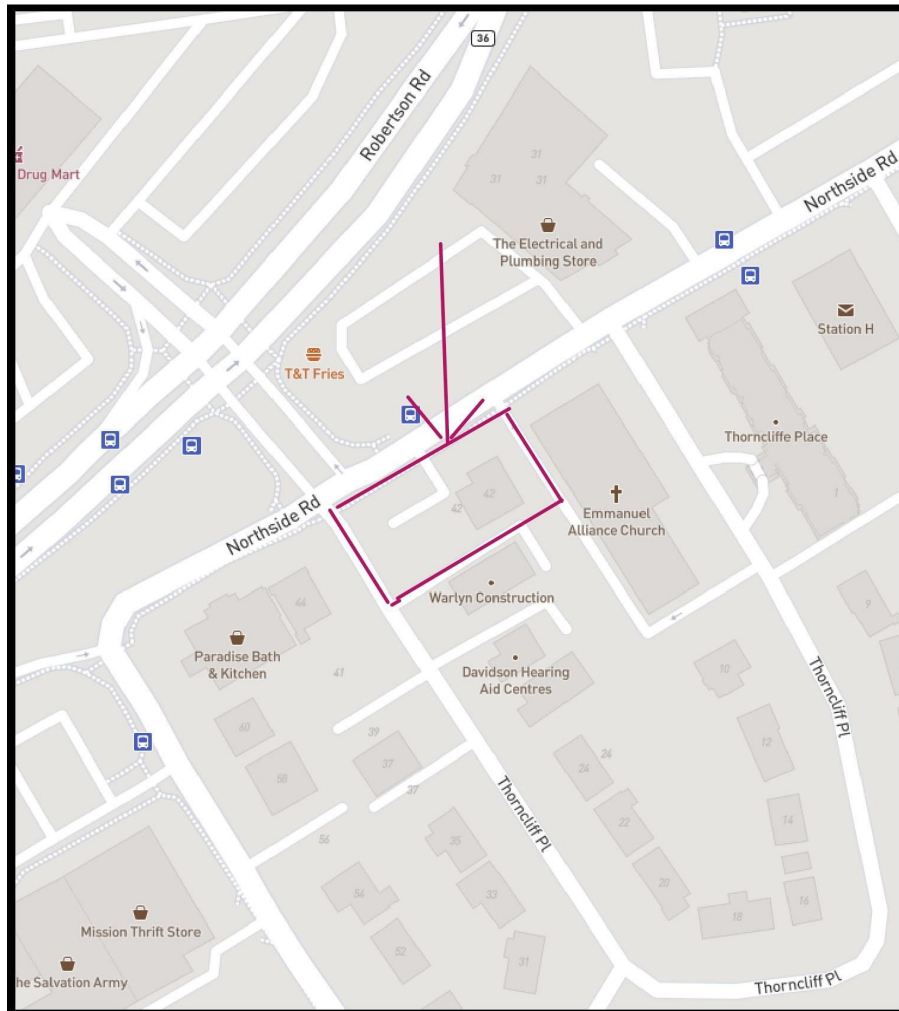 36
Robertson Rd
Drug Mart
31
31
31
Northside Rd
The Electrical and
Plumbing Store
Station H
T&T Fries
Thorncliffe Place
1
42
42
Northside Rd
Emmanuel
Alliance Church
Warlyn Construction
44
9
Paradise Bath
& Kitchen
41
Davidson Hearing
Aid Centres
10
Thorncliff Pl
60
39
37
58
37
12
24
24
Thorncliff Pl
56
35
22
14
54
33
20
16
18
Mission Thrift Store
52
31
he Salvation Army
Thorncliff Pl